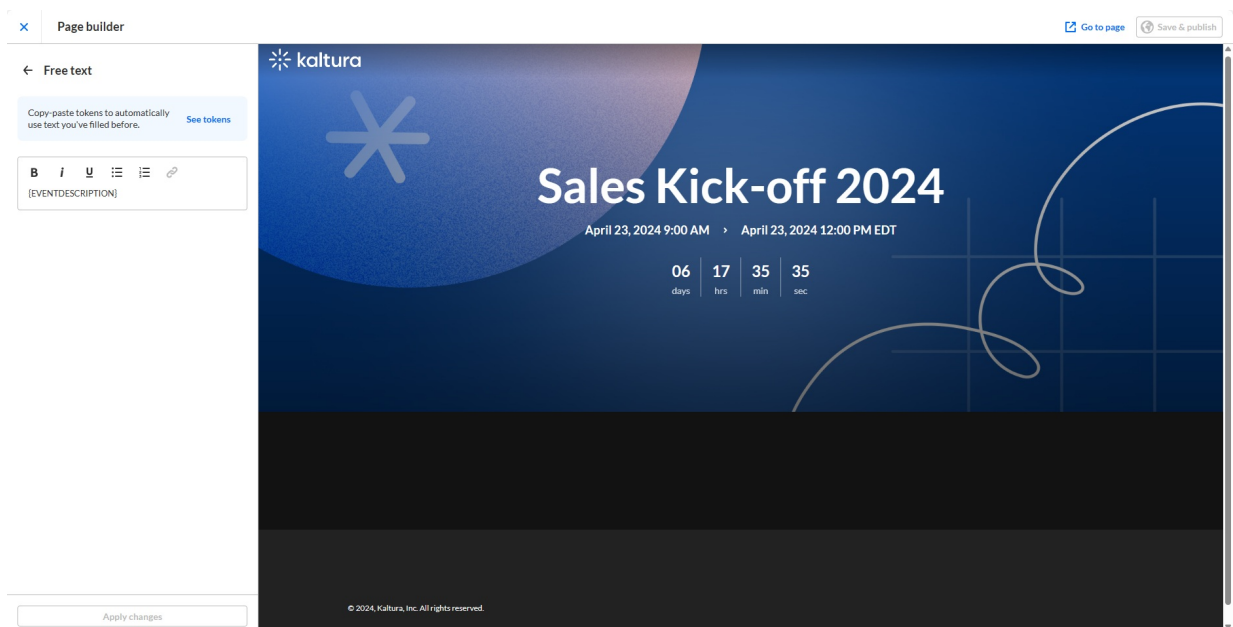 Page builder
Go to page
Save & publish
Free text
Copy-paste tokens to automatically
use text you've filled before.
See tokens
B i U
{EVENTDESCRIPTION}
Apply changes
kaltura
Sales Kick-off 2024
April 23, 2024 9:00 AM › April 23, 2024 12:00 PM EDT
06 17 35 35
days hrs min sec
© 2024, Kaltura, Inc. All rights reserved.